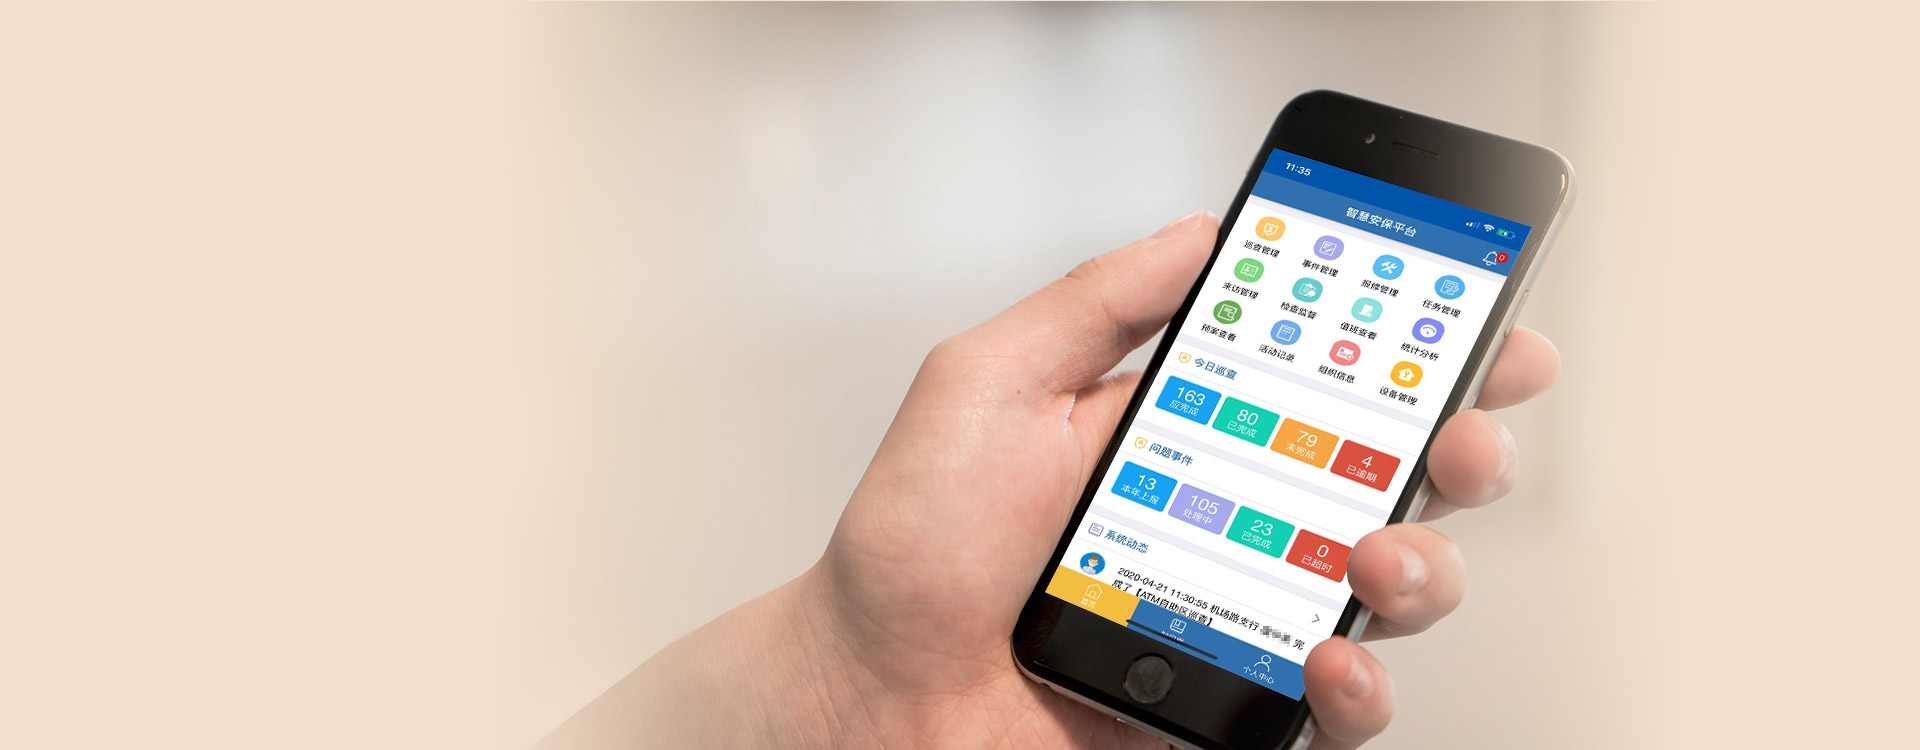 11:35
智慧安保平台
0
巡查管理 事件管理 报修管理 任务管理
来访管理 检查监督 值班查看 统计分析
预案查看 活动记录 组织信息 设备管理
今日巡查
163 80 79 4
应完成 已完成 未完成 已逾期
问题事件
13 105 23 0
本年上报 处理中 已完成 已超时
系统动态
2020-04-21 11:30:55 机场路支行 完
成了【ATM自助区巡查】
首页 个人中心